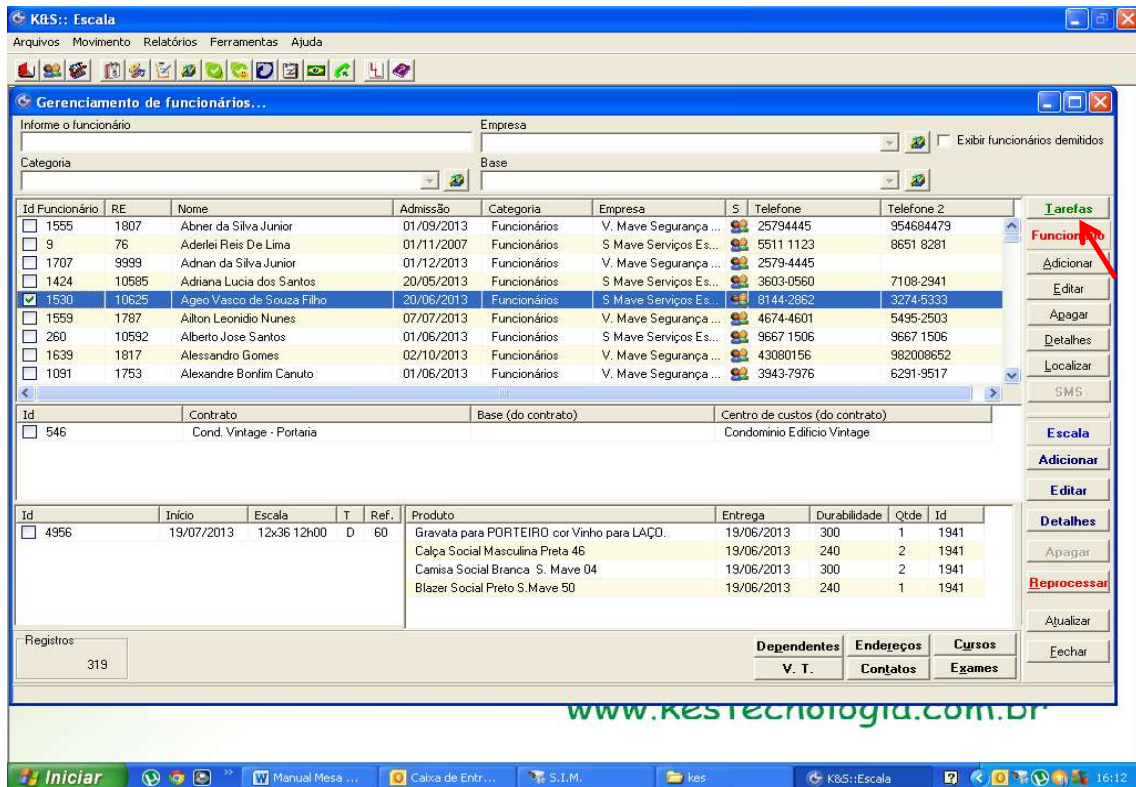 K&S:: Escala
Arquivos Movimento Relatórios Ferramentas Ajuda
Gerenciamento de funcionários...
Informe o funcionário Empresa
Exibir funcionários demitidos
Categoria Base
Id Funcionário RE Nome Admissão Categoria Empresa S Telefone Telefone 2
1555 1807 Abner da Silva Junior 01/09/2013 Funcionários V. Mave Segurança ... 25794445 954684479
9 76 Aderlei Reis De Lima 01/11/2007 Funcionários S Mave Serviços Es... 5511 1123 8651 8281
1707 9999 Adnan da Silva Junior 01/12/2013 Funcionários V. Mave Segurança ... 2579-4445
1424 10585 Adriana Lucia dos Santos 20/05/2013 Funcionários S Mave Serviços Es... 3603-0560 7108-2941
1530 10625 Ageo Vasco de Souza Filho 20/06/2013 Funcionários S Mave Serviços Es... 8144-2862 3274-5333
1559 1787 Ailton Leonidio Nunes 07/07/2013 Funcionários V. Mave Segurança ... 4674-4601 5495-2503
260 10592 Alberto Jose Santos 01/06/2013 Funcionários S Mave Serviços Es... 9667 1506 9667 1506
1639 1817 Alessandro Gomes 02/10/2013 Funcionários V. Mave Segurança ... 43080156 982008652
1091 1753 Alexandre Bonfim Canuto 01/06/2013 Funcionários V. Mave Segurança ... 3943-7976 6291-9517
Tarefas
Adicionar
Editar
Apagar
Detalhes
Localizar
SMS
Id Contrato Base (do contrato) Centro de custos (do contrato)
546 Cond. Vintage - Portaria Condominio Edificio Vintage
Escala
Adicionar
Editar
Detalhes
Apagar
Reprocessar
Atualizar
Fechar
Id Início Escala T Ref.
4956 19/07/2013 12x36 12h00 D 60
Produto Entrega Durabilidade Qtde Id
Gravata para PORTEIRO cor Vinho para LAÇO. 19/06/2013 300 1 1941
Calça Social Masculina Preta 46 19/06/2013 240 2 1941
Camisa Social Branca S. Mave 04 19/06/2013 300 2 1941
Blazer Social Preto S.Mave 50 19/06/2013 240 1 1941
Registros
319
Dependentes Endereços Cursos
V. T. Contatos Exames
www.kestecnologia.com.br
Iniciar Manual Mesa ... Caixa de Entr... S.I.M. kes K&S::Escala 16:12